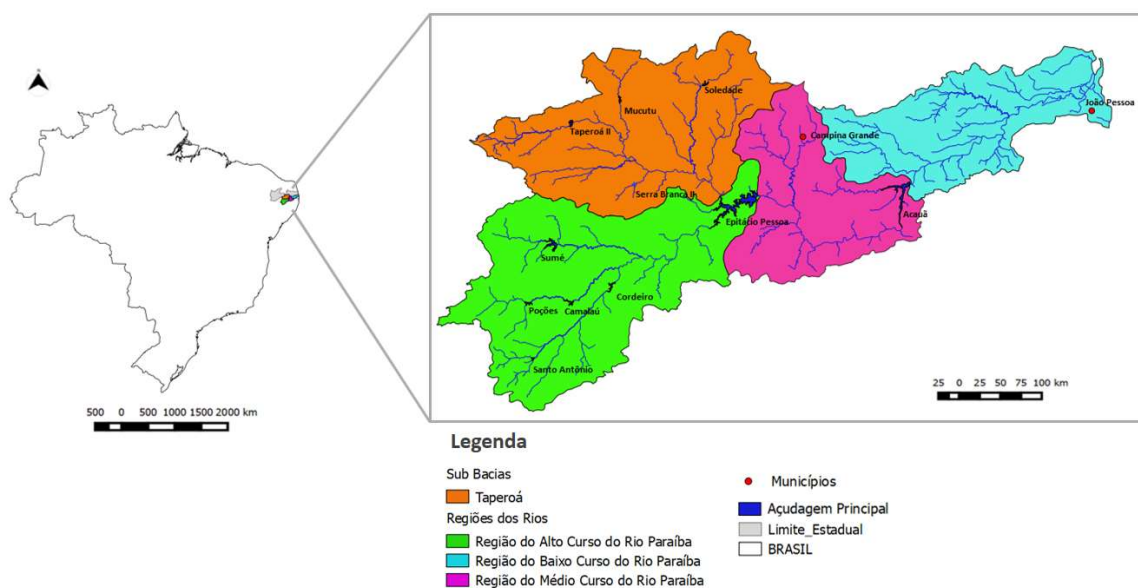 Soledade
João Pessoa
Mucutu
Taperoá II
Campina Grande
Serra Branca II
Acauã
Epitácio Pessoa
Sumé
Cordeiro
Poções
Camalaú
Santo Antônio
25 0 25 50 75 100 km
500 0 500 1000 1500 2000 km
Legenda
Sub Bacias
Taperoá
Regiões dos Rios
Região do Alto Curso do Rio Paraíba
Região do Baixo Curso do Rio Paraíba
Região do Médio Curso do Rio Paraíba
Municípios
Açudagem Principal
Limite_Estadual
BRASIL